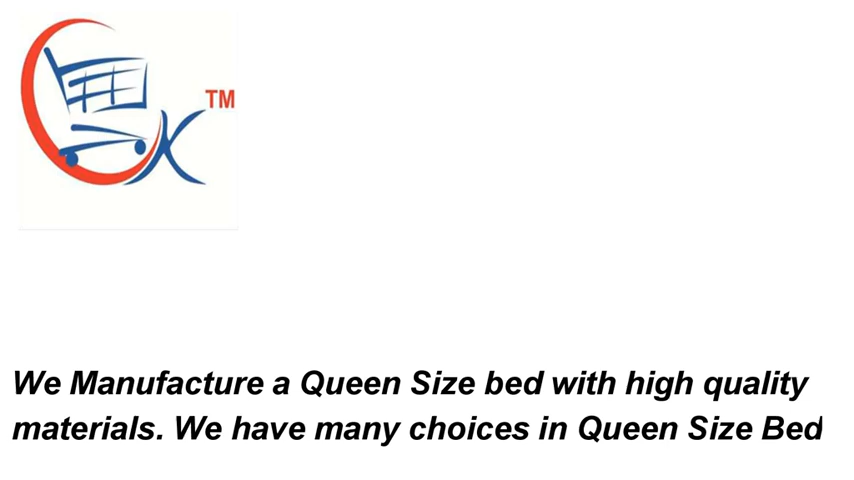 TM
We Manufacture a Queen Size bed with high quality
materials. We have many choices in Queen Size Bed